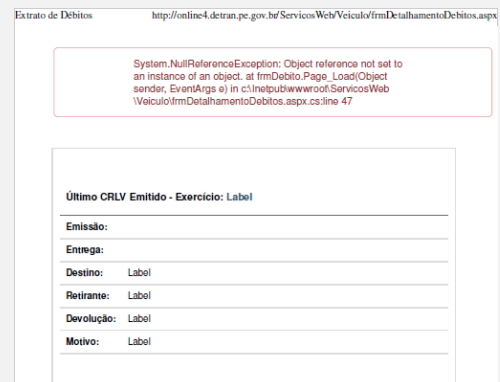 Extrato de Débitos http://online4.detran.pe.gov.br/ServicosWeb/Veiculo/frmDetalhamentoDebitos.aspx
System.NullReferenceException: Object reference not set to
an instance of an object. at frmDebito.Page_Load(Object
sender, EventArgs e) in c:\Inetpub\wwwroot\ServicosWeb
\Veiculo\frmDetalhamentoDebitos.aspx.cs:line 47
Último CRLV Emitido - Exercício: Label
Emissão:
Entrega:
Destino: Label
Retirante: Label
Devolução: Label
Motivo: Label